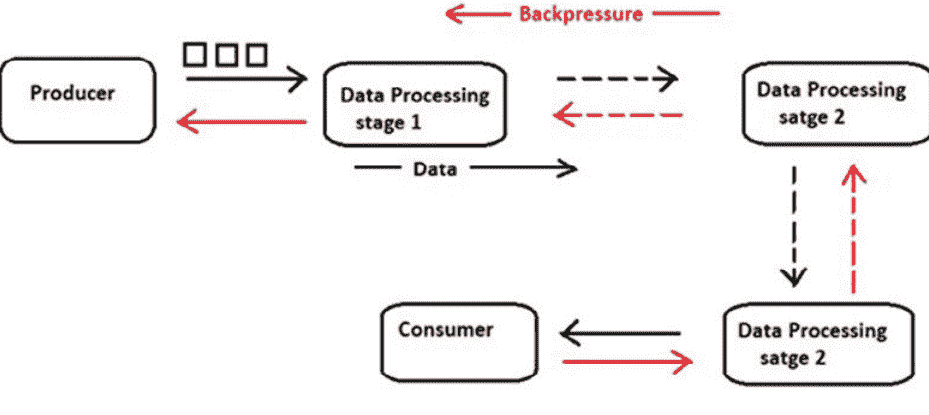 Backpressure
Producer
Data Processing
stage 1
Data Processing
satge 2
Data
Consumer
Data Processing
satge 2